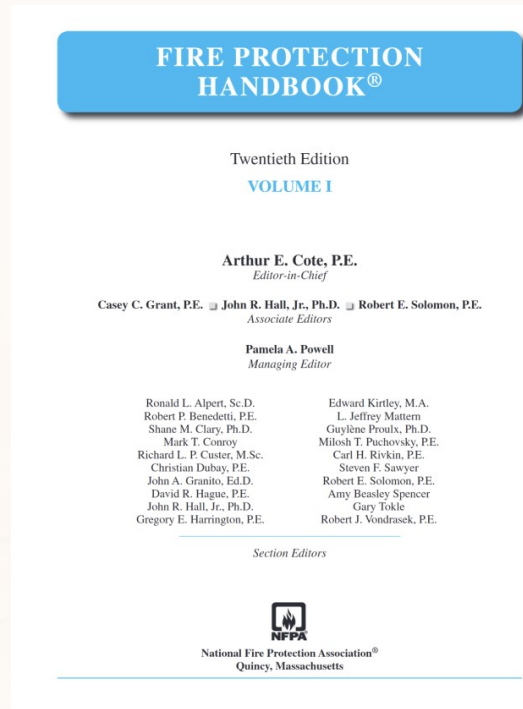 FIRE PROTECTION
HANDBOOK®
Twentieth Edition
VOLUME I
Arthur E. Cote, P.E.
Editor-in-Chief
Casey C. Grant, P.E. ❑ John R. Hall, Jr., Ph.D. ❑ Robert E. Solomon, P.E.
Associate Editors
Pamela A. Powell
Managing Editor
Ronald L. Alpert, Sc.D.
Robert P. Benedetti, P.E.
Shane M. Clary, Ph.D.
Mark T. Conroy
Richard L. P. Custer, M.Sc.
Christian Dubay, P.E.
John A. Granito, Ed.D.
David R. Hague, P.E.
John R. Hall, Jr., Ph.D.
Gregory E. Harrington, P.E.
Edward Kirtley, M.A.
L. Jeffrey Mattern
Guylène Proulx, Ph.D.
Milosh T. Puchovsky, P.E.
Carl H. Rivkin, P.E.
Steven F. Sawyer
Robert E. Solomon, P.E.
Amy Beasley Spencer
Gary Tokle
Robert J. Vondrasek, P.E.
Section Editors
NFPA
National Fire Protection Association®
Quincy, Massachusetts